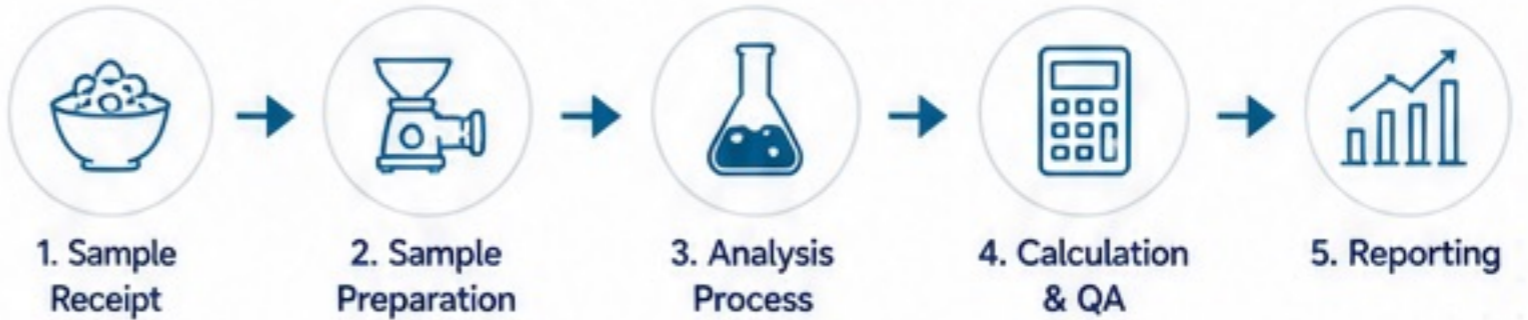 1. Sample
Receipt
2. Sample
Preparation
3. Analysis
Process
4. Calculation
& QA
5. Reporting